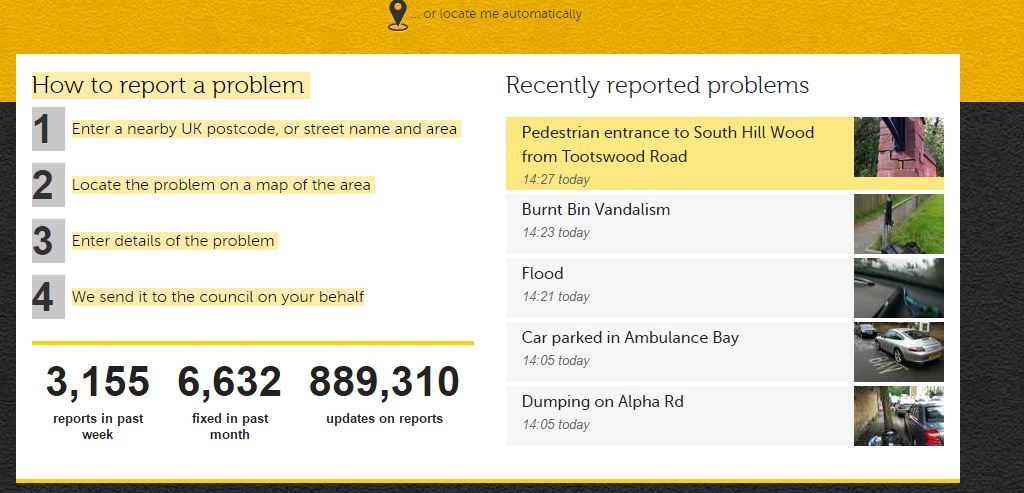 ... or locate me automatically
How to report a problem
1 Enter a nearby UK postcode, or street name and area
2 Locate the problem on a map of the area
3 Enter details of the problem
4 We send it to the council on your behalf
3,155 6,632 889,310
reports in past fixed in past updates on reports
week month
Recently reported problems
Pedestrian entrance to South Hill Wood
from Tootswood Road
14:27 today
Burnt Bin Vandalism
14:23 today
Flood
14:21 today
Car parked in Ambulance Bay
14:05 today
Dumping on Alpha Rd
14:05 today